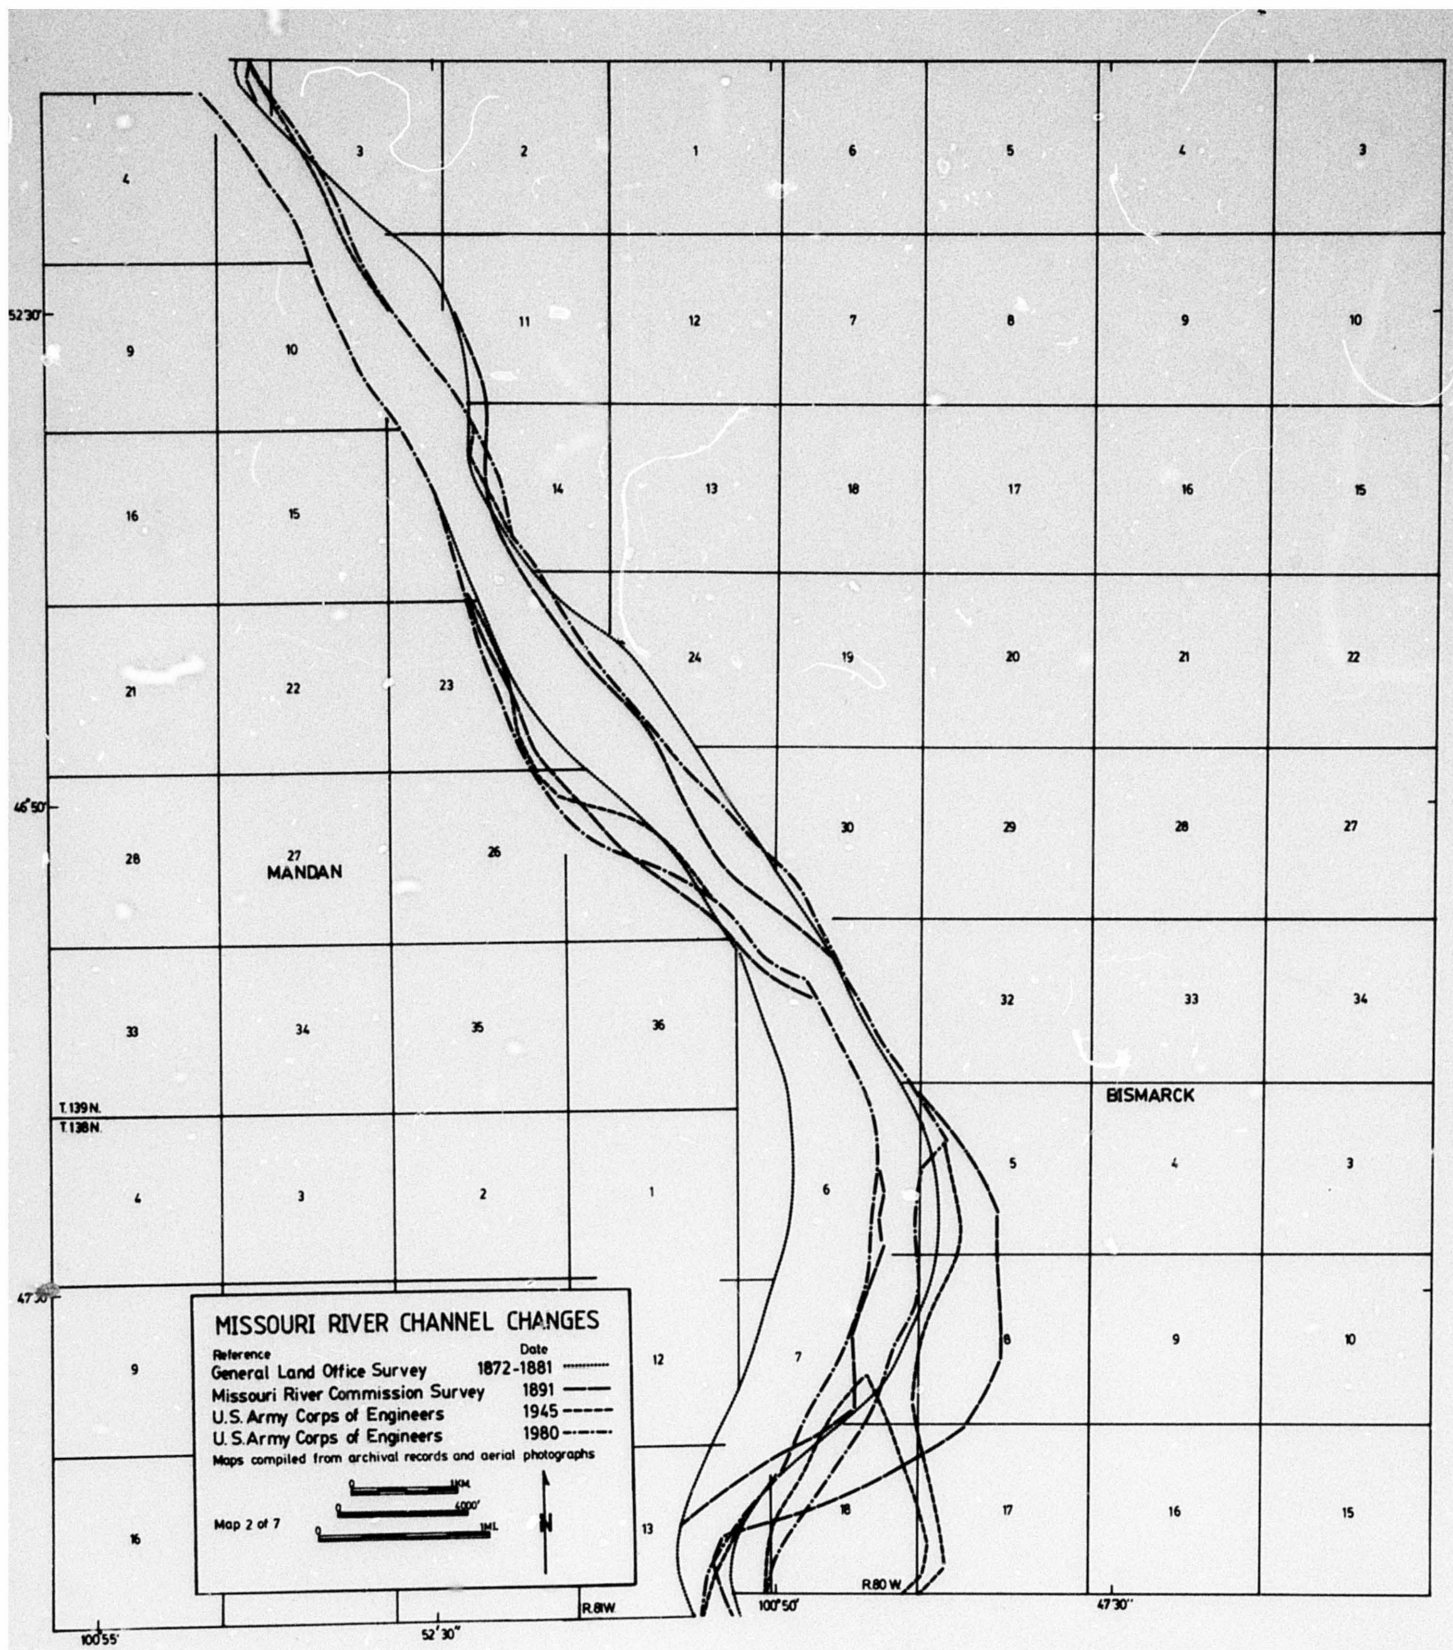 3 2 1 6 5 4 3
4
52'30"
11 12 7 8 9 10
9 10
14 13 18 17 16 15
16 15
24 19 20 21 22
21 22 23
46°50'
30 29 28 27
28 27 26
MANDAN
32 33 34
33 34 35 36
BISMARCK
T.139N.
T.138N.
5 4 3
4 3 2 1 6
47'30"
MISSOURI RIVER CHANNEL CHANGES
Reference Date
General Land Office Survey 1872-1881
Missouri River Commission Survey 1891
U.S. Army Corps of Engineers 1945
U.S. Army Corps of Engineers 1980
Maps compiled from archival records and aerial photographs
0 1KM.
0 4000'
0 1ML
Map 2 of 7
N
9 12 7 8 9 10
16 13 18 17 16 15
R.81W. R.80 W.
100°55' 52'30" 100°50' 47'30"